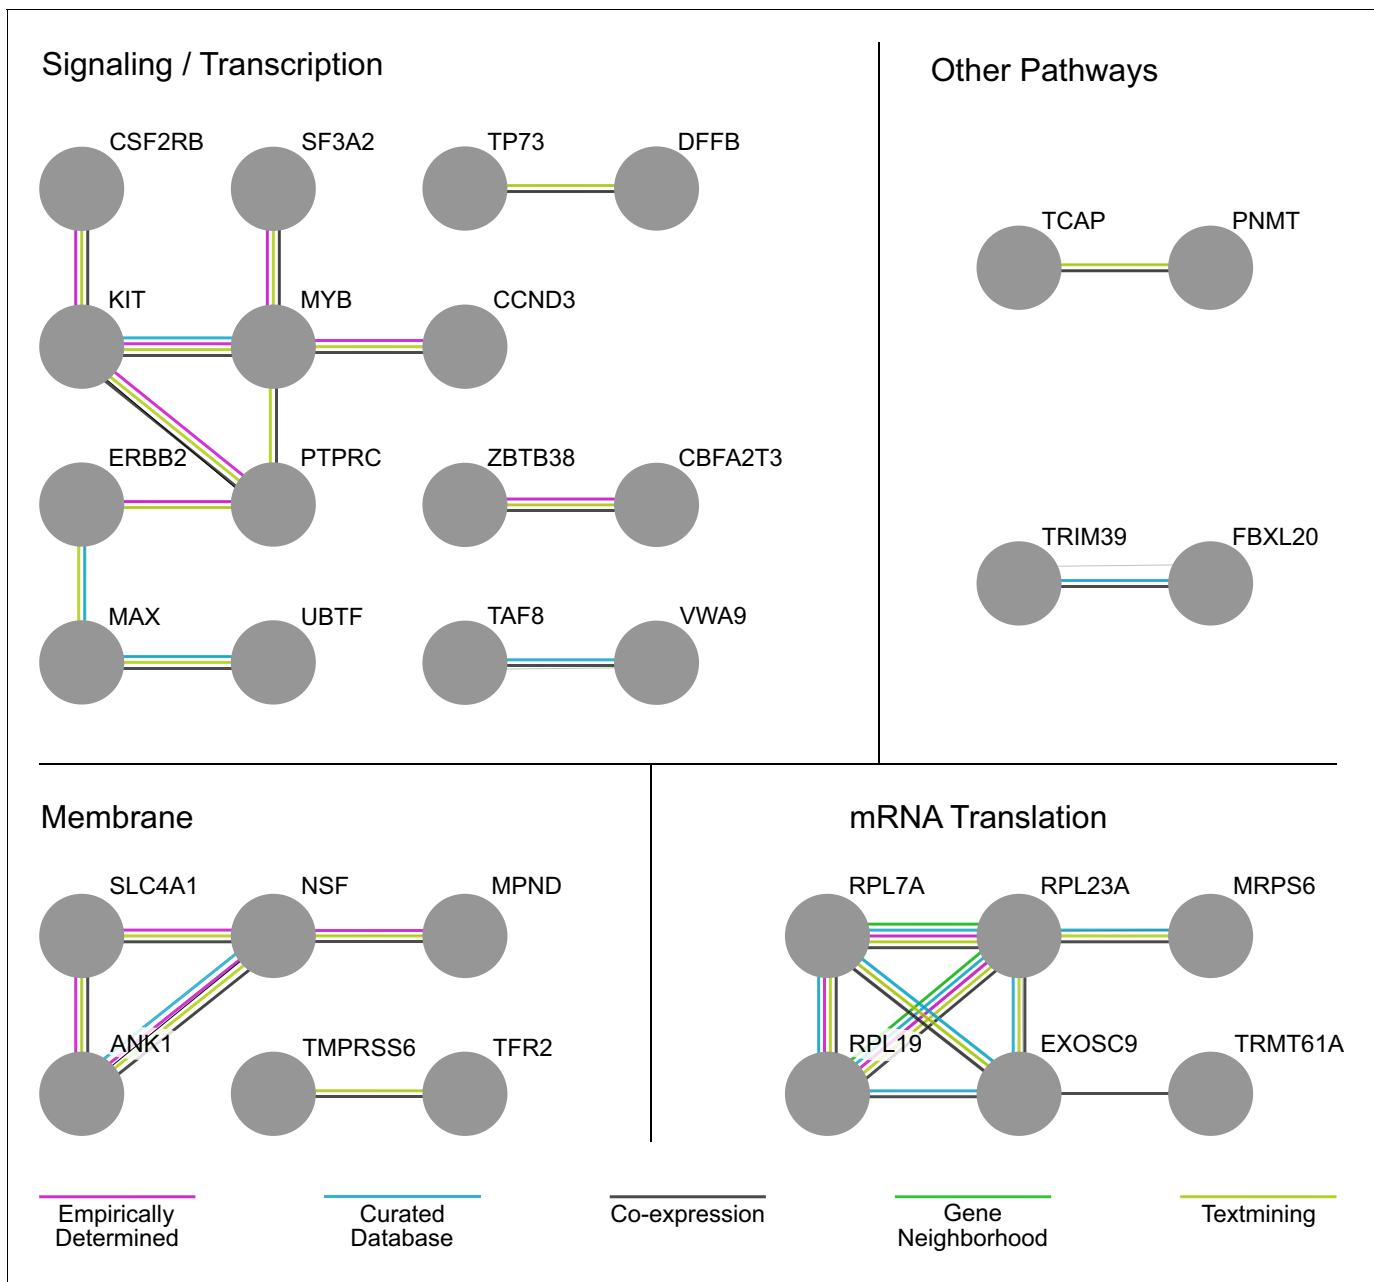 Signaling / Transcription
Other Pathways
CSF2RB
SF3A2
TP73
DFFB
TCAP
PNMT
KIT
MYB
CCND3
ERBB2
PTPRC
ZBTB38
CBFA2T3
TRIM39
FBXL20
MAX
UBTF
TAF8
VWA9
Membrane
mRNA Translation
SLC4A1
NSF
MPND
RPL7A
RPL23A
MRPS6
ANK1
TMPRSS6
TFR2
RPL19
EXOSC9
TRMT61A
Empirically
Determined
Curated
Database
Co-expression
Gene
Neighborhood
Textmining